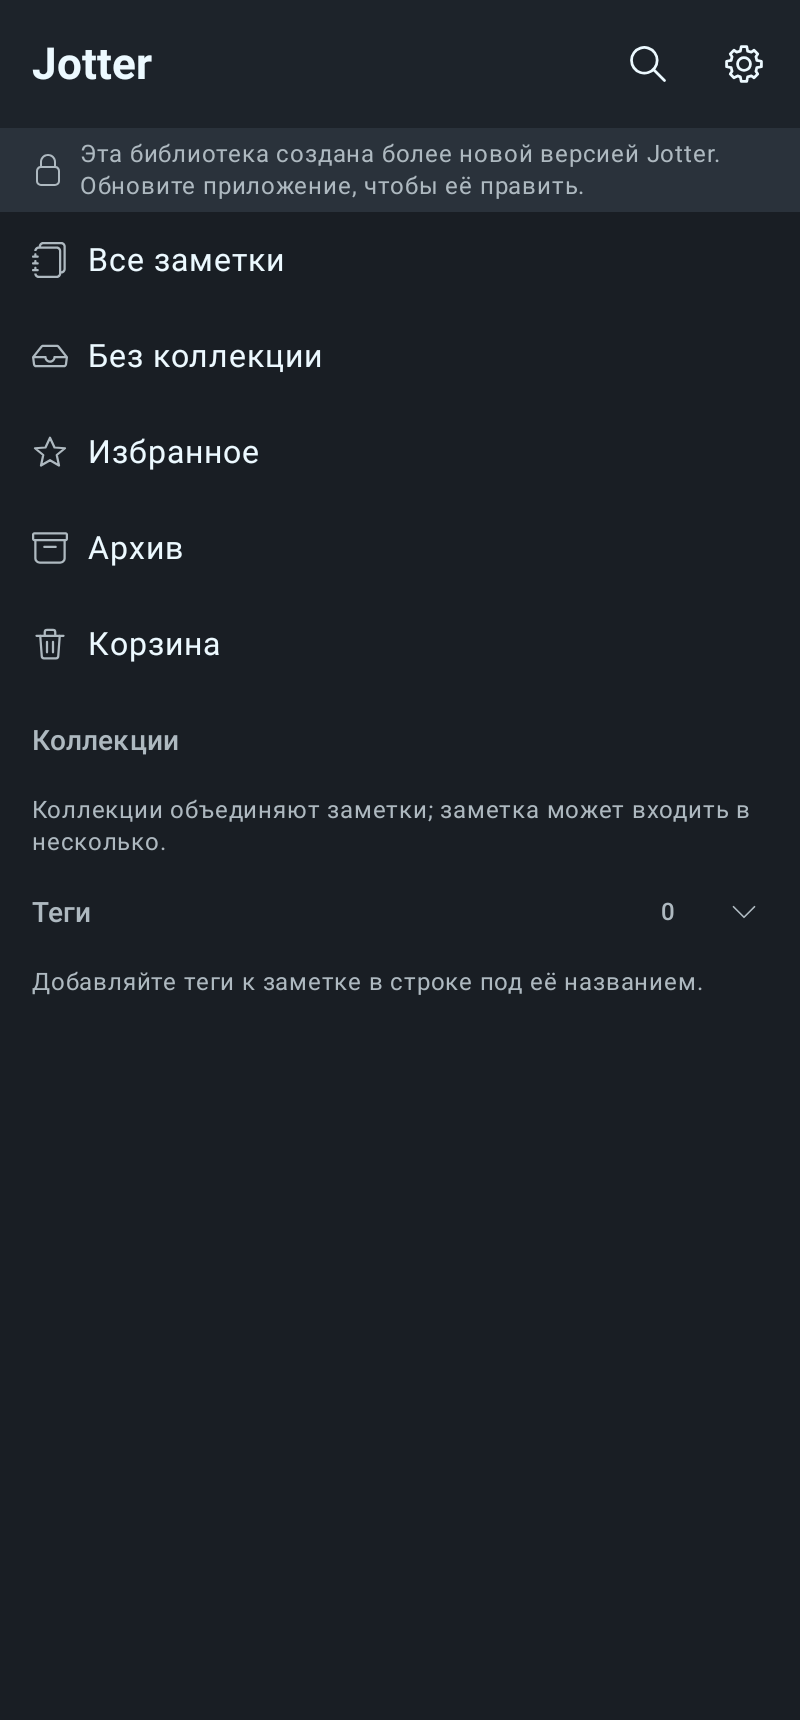 Jotter
Эта библиотека создана более новой версией Jotter.
Обновите приложение, чтобы её править.
Все заметки
Без коллекции
Избранное
Архив
Корзина
Коллекции
Коллекции объединяют заметки; заметка может входить в
несколько.
Теги 0
Добавляйте теги к заметке в строке под её названием.